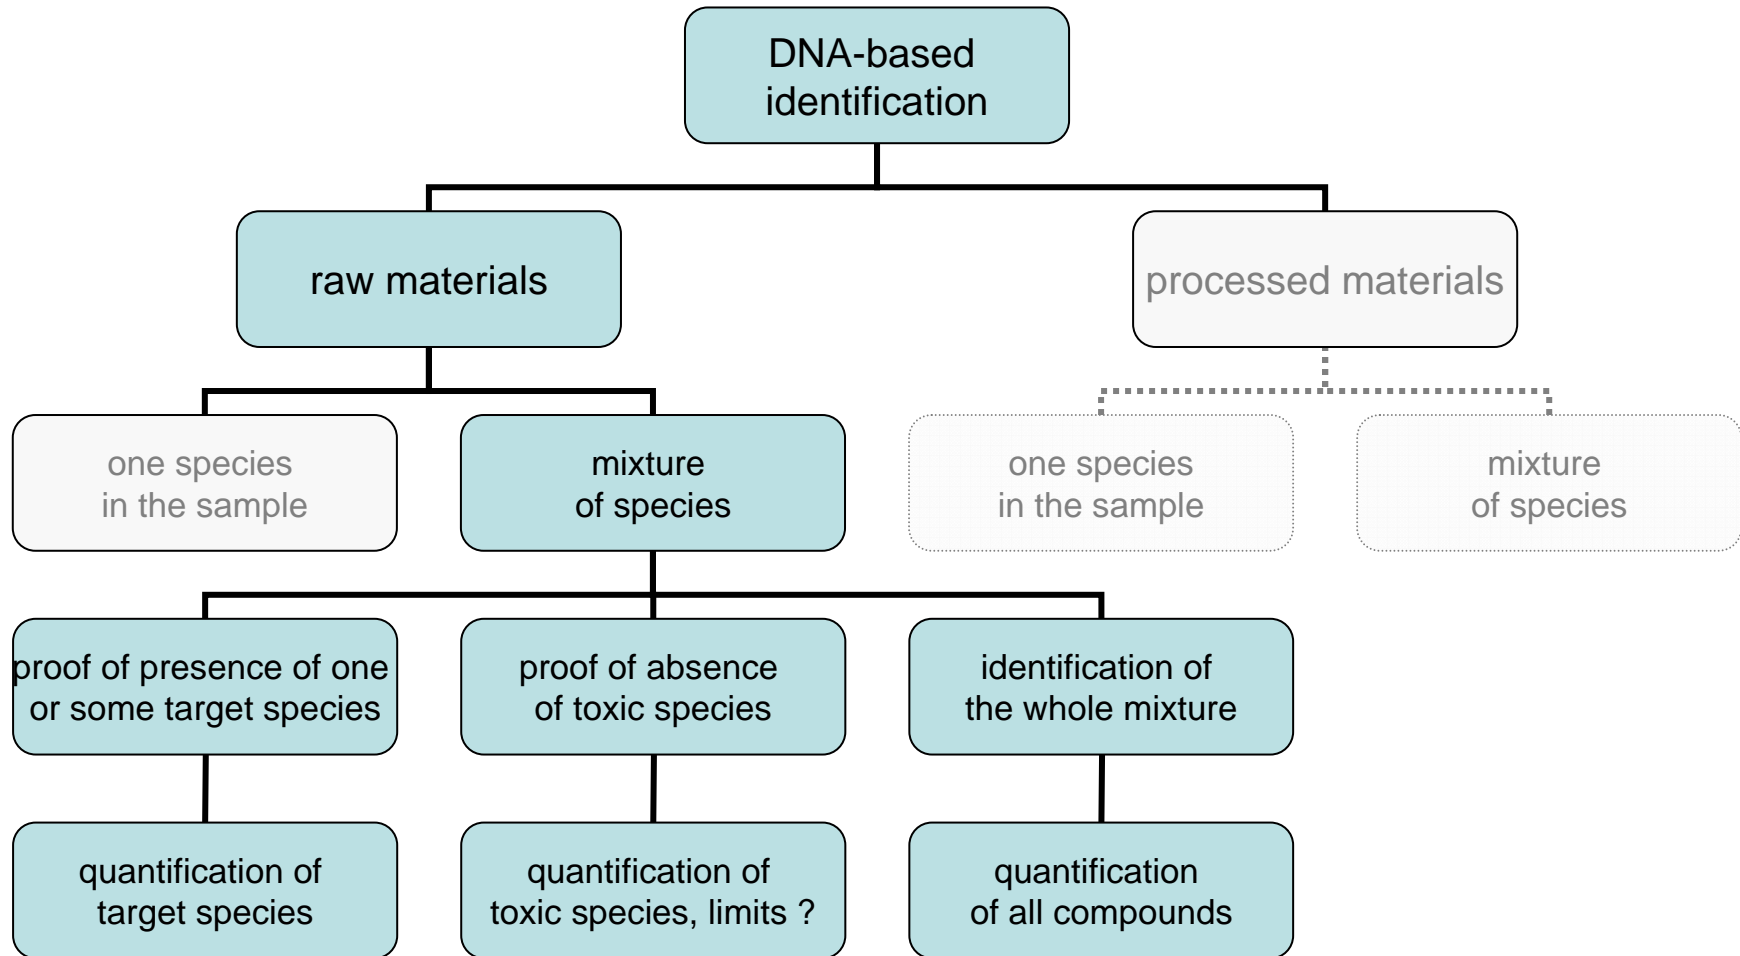 DNA-based
identification
raw materials
processed materials
one species
in the sample
mixture
of species
one species
in the sample
mixture
of species
proof of presence of one
or some target species
proof of absence
of toxic species
identification of
the whole mixture
quantification of
target species
quantification of
toxic species, limits ?
quantification
of all compounds